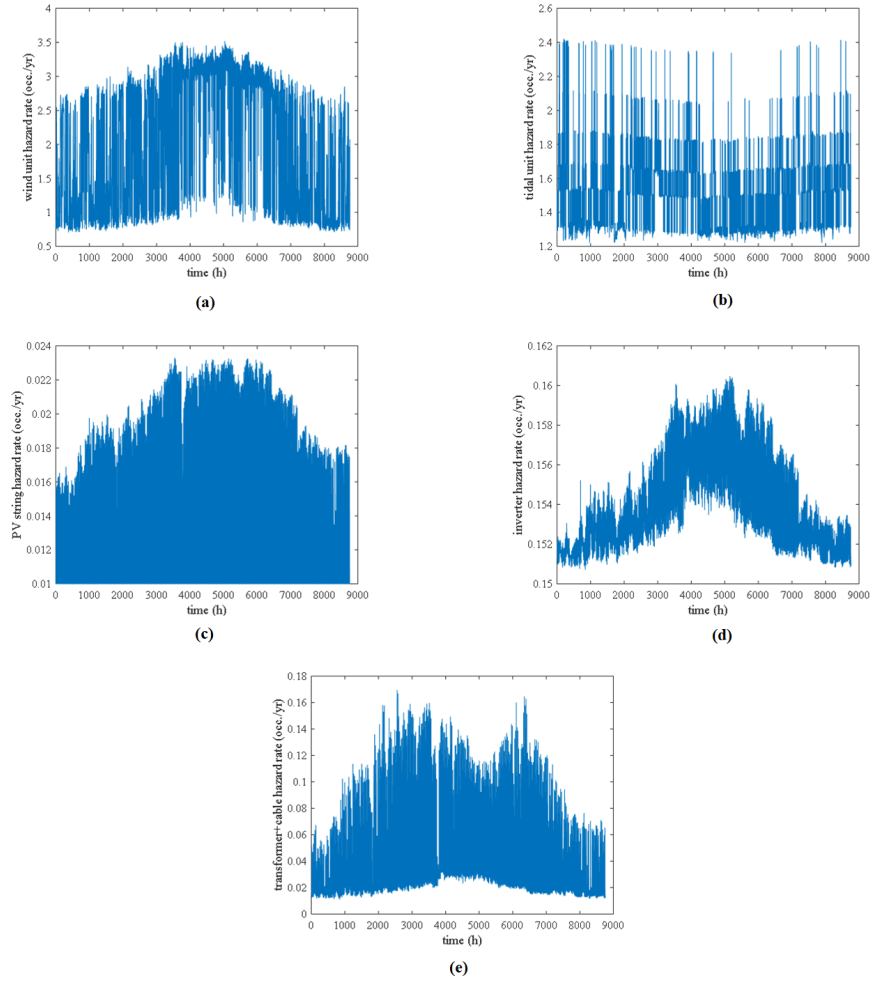 4
3.5
3
2.5
2
1.5
1
0.5
wind unit hazard rate (occ./yr)
0 1000 2000 3000 4000 5000 6000 7000 8000 9000
time (h)
(a)
2.6
2.4
2.2
2
1.8
1.6
1.4
1.2
tidal unit hazard rate (occ./yr)
0 1000 2000 3000 4000 5000 6000 7000 8000 9000
time (h)
(b)
0.024
0.022
0.02
0.018
0.016
0.014
0.012
0.01
PV string hazard rate (occ./yr)
0 1000 2000 3000 4000 5000 6000 7000 8000 9000
time (h)
(c)
0.162
0.16
0.158
0.156
0.154
0.152
0.15
inverter hazard rate (occ./yr)
0 1000 2000 3000 4000 5000 6000 7000 8000 9000
time (h)
(d)
0.18
0.16
0.14
0.12
0.1
0.08
0.06
0.04
0.02
0
transformer+cable hazard rate (occ./yr)
0 1000 2000 3000 4000 5000 6000 7000 8000 9000
time (h)
(e)